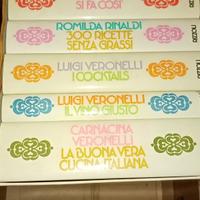 SI FA COSÌ
ROMILDA RINALDI
300 RICETTE
SENZA GRASSI
LUIGI VERONELLI
I COCKTAILS
LUIGI VERONELLI
IL VINO GIUSTO
CARNACINA
VERONELLI
LA BUONA VERA
CUCINA ITALIANA